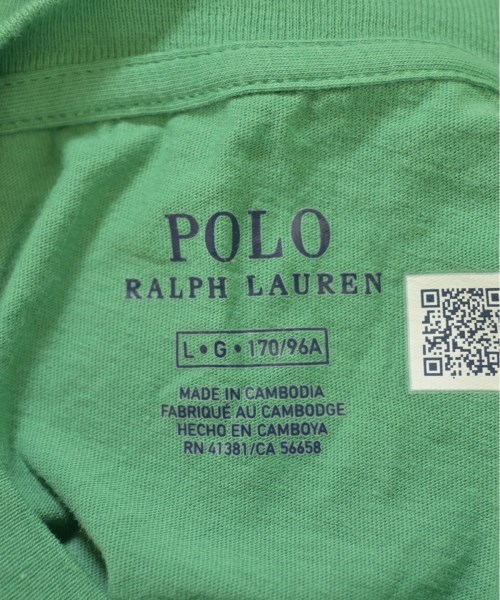 POLO
RALPH LAUREN
L • G • 170/96A
MADE IN CAMBODIA
FABRIQUÉ AU CAMBODGE
HECHO EN CAMBOYA
RN 41381/CA 56658